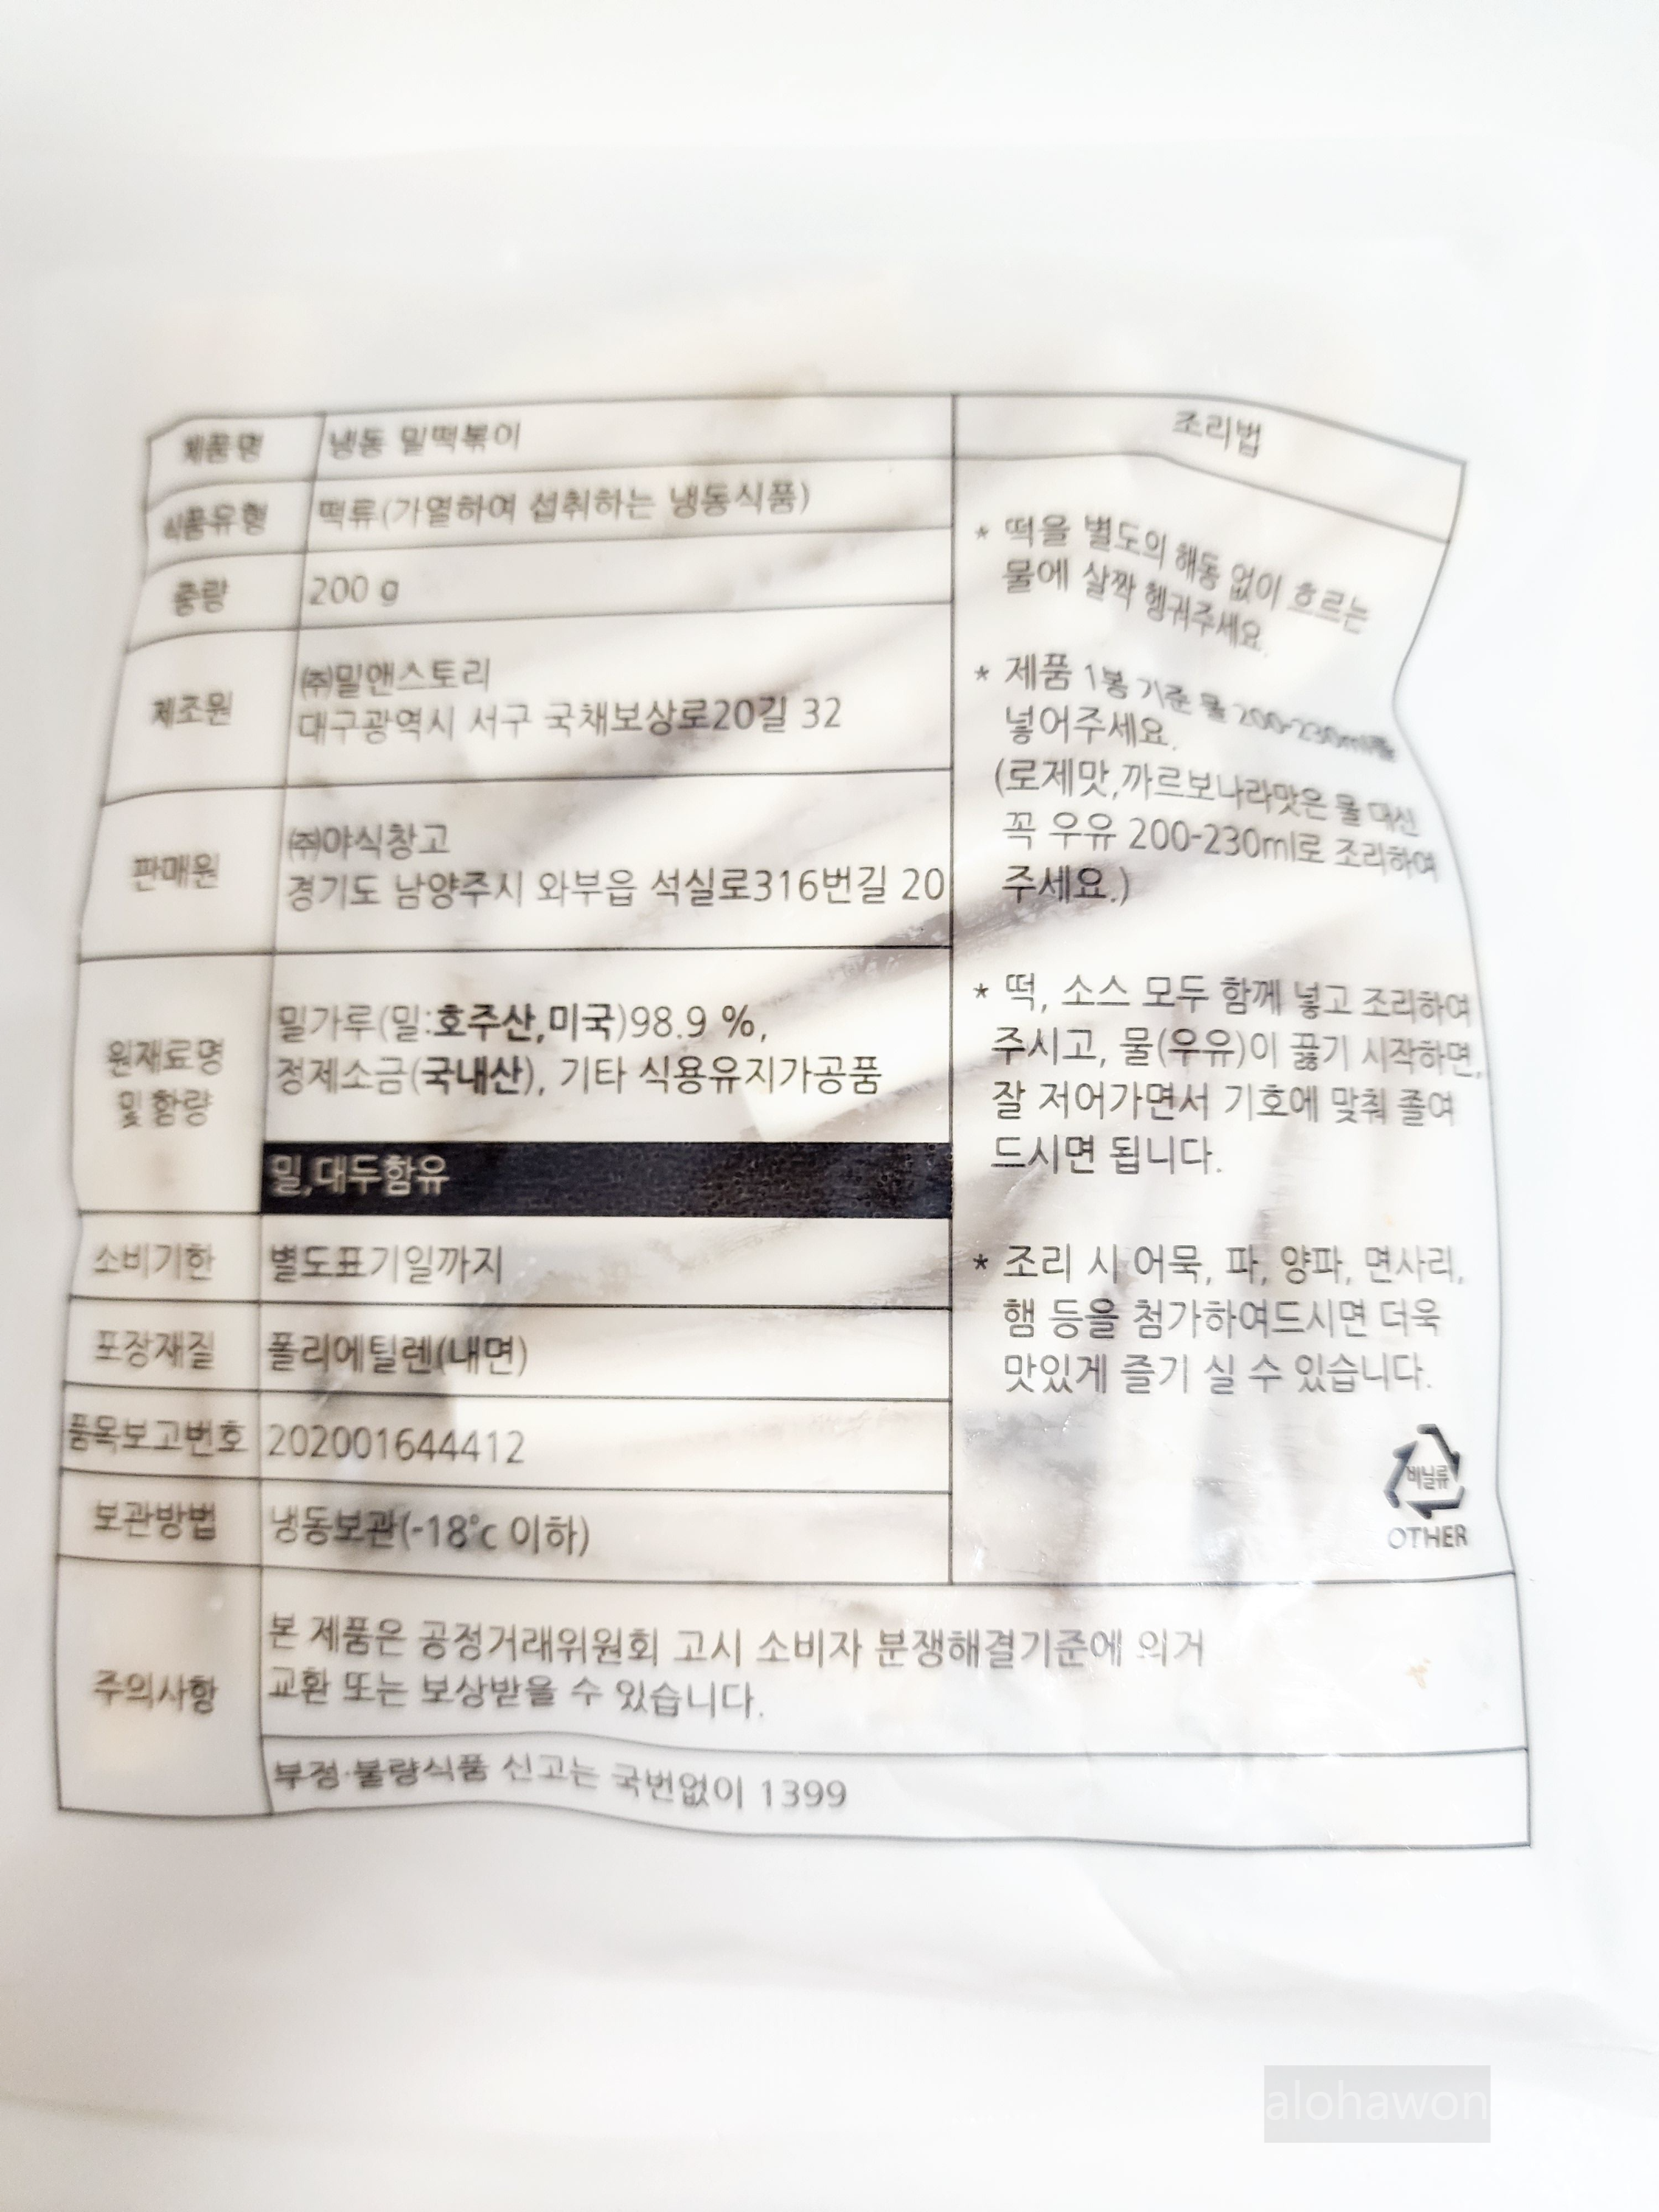 제품명 냉동 밀떡볶이
식품유형 떡류(가열하여 섭취하는 냉동식품)
중량 200 g
제조원
㈜밀앤스토리
대구광역시 서구 국채보상로20길 32
판매원
㈜야식창고
경기도 남양주시 와부읍 석실로316번길 20
원재료명
및 함량
밀가루(밀:호주산,미국)98.9 %,
정제소금(국내산), 기타 식용유지가공품
밀,대두함유
소비기한 별도표기일까지
포장재질 폴리에틸렌(내면)
품목보고번호 202001644412
보관방법 냉동보관(-18°c 이하)
조리법
* 떡을 별도의 해동 없이 흐르는
물에 살짝 헹궈주세요.
* 제품 1봉 기준 물 200-230ml를
넣어주세요.
(로제맛,까르보나라맛은 물 대신
꼭 우유 200-230ml로 조리하여
주세요.)
* 떡, 소스 모두 함께 넣고 조리하여
주시고, 물(우유)이 끓기 시작하면,
잘 저어가면서 기호에 맞춰 졸여
드시면 됩니다.
* 조리 시 어묵, 파, 양파, 면사리,
햄 등을 첨가하여드시면 더욱
맛있게 즐기 실 수 있습니다.
비닐류
OTHER
주의사항
본 제품은 공정거래위원회 고시 소비자 분쟁해결기준에 의거
교환 또는 보상받을 수 있습니다.
부정·불량식품 신고는 국번없이 1399
alohawon